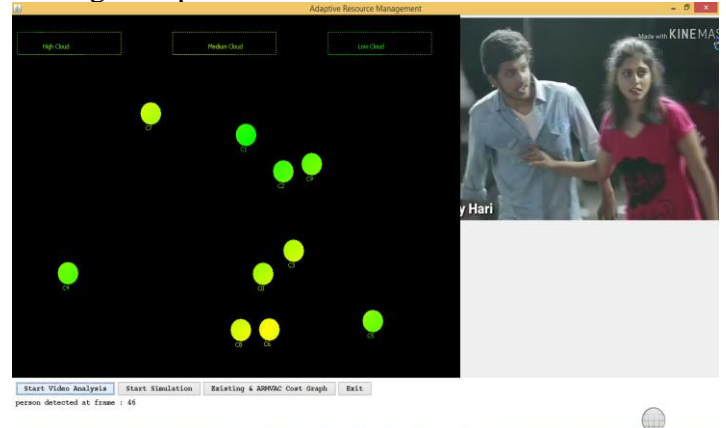 Adaptive Resource Management
High Cloud
Medium Cloud
Low Cloud
Made with KINEMAS
C7
C1
C2
C9
y Hari
C3
C4
C0
C8
C6
C5
Start Video Analysis Start Simulation Existing & ARMVAC Cost Graph Exit
person detected at frame : 46